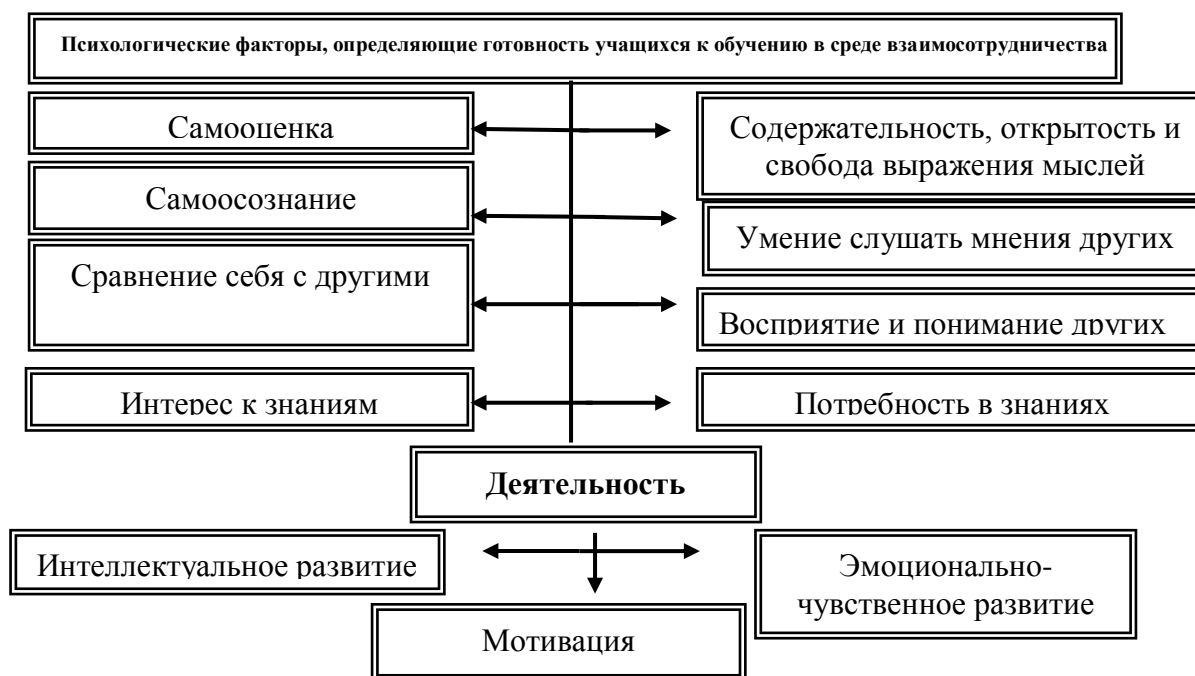 Психологические факторы, определяющие готовность учащихся к обучению в среде взаимосотрудничества
Самооценка
Содержательность, открытость и
свобода выражения мыслей
Самоосознание
Умение слушать мнения других
Сравнение себя с другими
Восприятие и понимание других
Интерес к знаниям
Потребность в знаниях
Деятельность
Интеллектуальное развитие
Эмоционально-
чувственное развитие
Мотивация